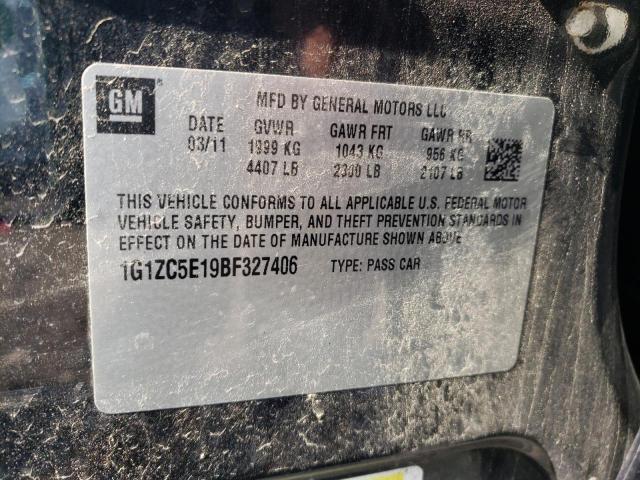 GM
MFD BY GENERAL MOTORS LLC
DATE GVWR GAWR FRT GAWR RR
03/11 1999 KG 1043 KG 956 KG
4407 LB 2300 LB 2107 LB
THIS VEHICLE CONFORMS TO ALL APPLICABLE U.S. FEDERAL MOTOR
VEHICLE SAFETY, BUMPER, AND THEFT PREVENTION STANDARDS IN
EFFECT ON THE DATE OF MANUFACTURE SHOWN ABOVE
1G1ZC5E19BF327406 TYPE: PASS CAR